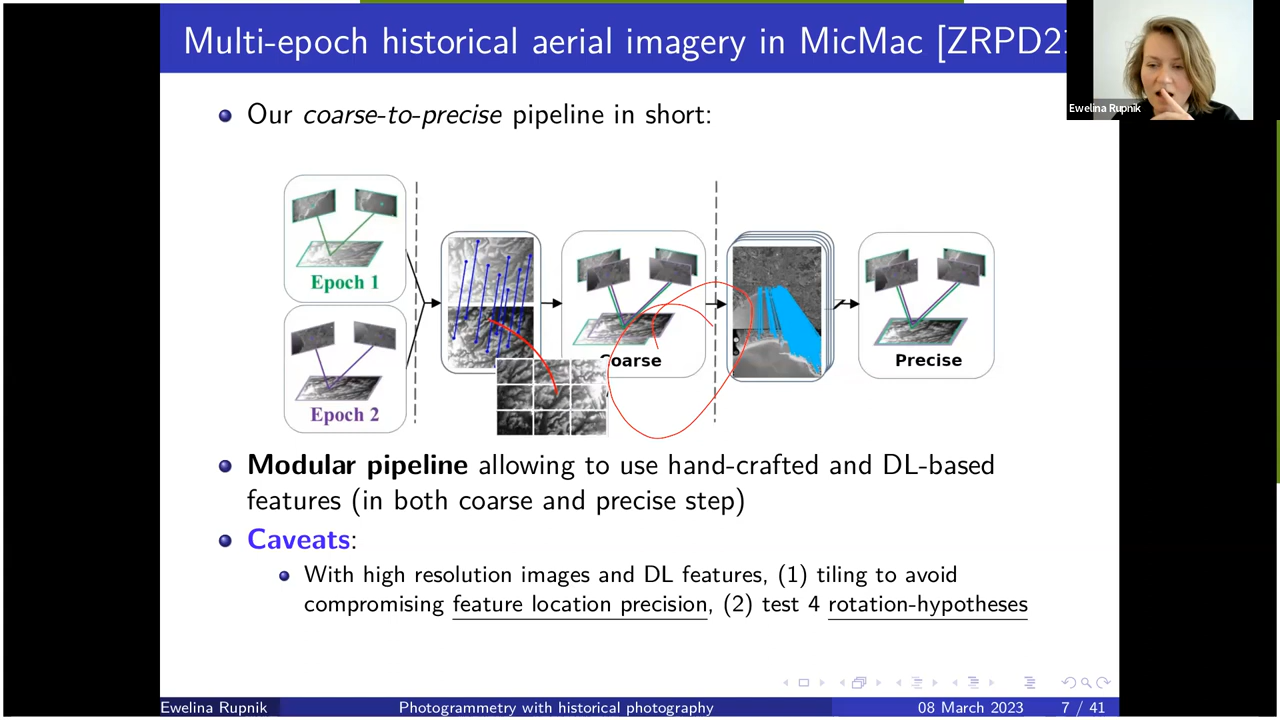 Multi-epoch historical aerial imagery in MicMac [ZRPD21
Ewelina Rupnik
Our coarse-to-precise pipeline in short:
Epoch 1
Epoch 2
Coarse
Precise
Modular pipeline allowing to use hand-crafted and DL-based
features (in both coarse and precise step)
Caveats:
With high resolution images and DL features, (1) tiling to avoid
compromising feature location precision, (2) test 4 rotation-hypotheses
Ewelina Rupnik Photogrammetry with historical photography 08 March 2023 7 / 41